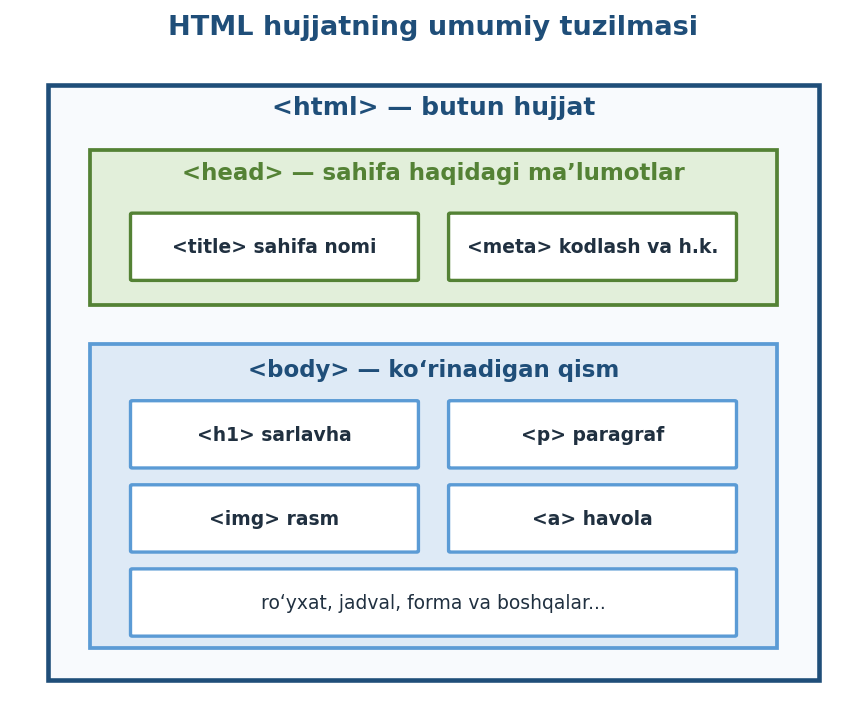 HTML hujjatning umumiy tuzilmasi
<html> — butun hujjat
<head> — sahifa haqidagi ma’lumotlar
<title> sahifa nomi
<meta> kodlash va h.k.
<body> — ko‘rinadigan qism
<h1> sarlavha
<p> paragraf
<img> rasm
<a> havola
ro‘yxat, jadval, forma va boshqalar...